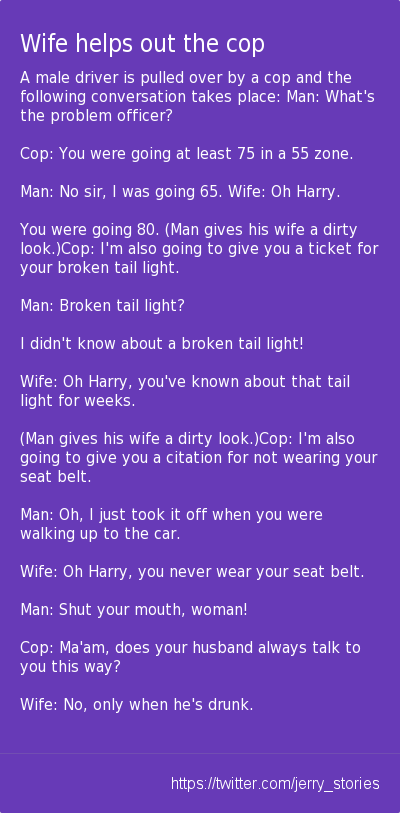 Wife helps out the cop
A male driver is pulled over by a cop and the
following conversation takes place: Man: What's
the problem officer?
Cop: You were going at least 75 in a 55 zone.
Man: No sir, I was going 65. Wife: Oh Harry.
You were going 80. (Man gives his wife a dirty
look.)Cop: I'm also going to give you a ticket for
your broken tail light.
Man: Broken tail light?
I didn't know about a broken tail light!
Wife: Oh Harry, you've known about that tail
light for weeks.
(Man gives his wife a dirty look.)Cop: I'm also
going to give you a citation for not wearing your
seat belt.
Man: Oh, I just took it off when you were
walking up to the car.
Wife: Oh Harry, you never wear your seat belt.
Man: Shut your mouth, woman!
Cop: Ma'am, does your husband always talk to
you this way?
Wife: No, only when he's drunk.
https://twitter.com/jerry_stories